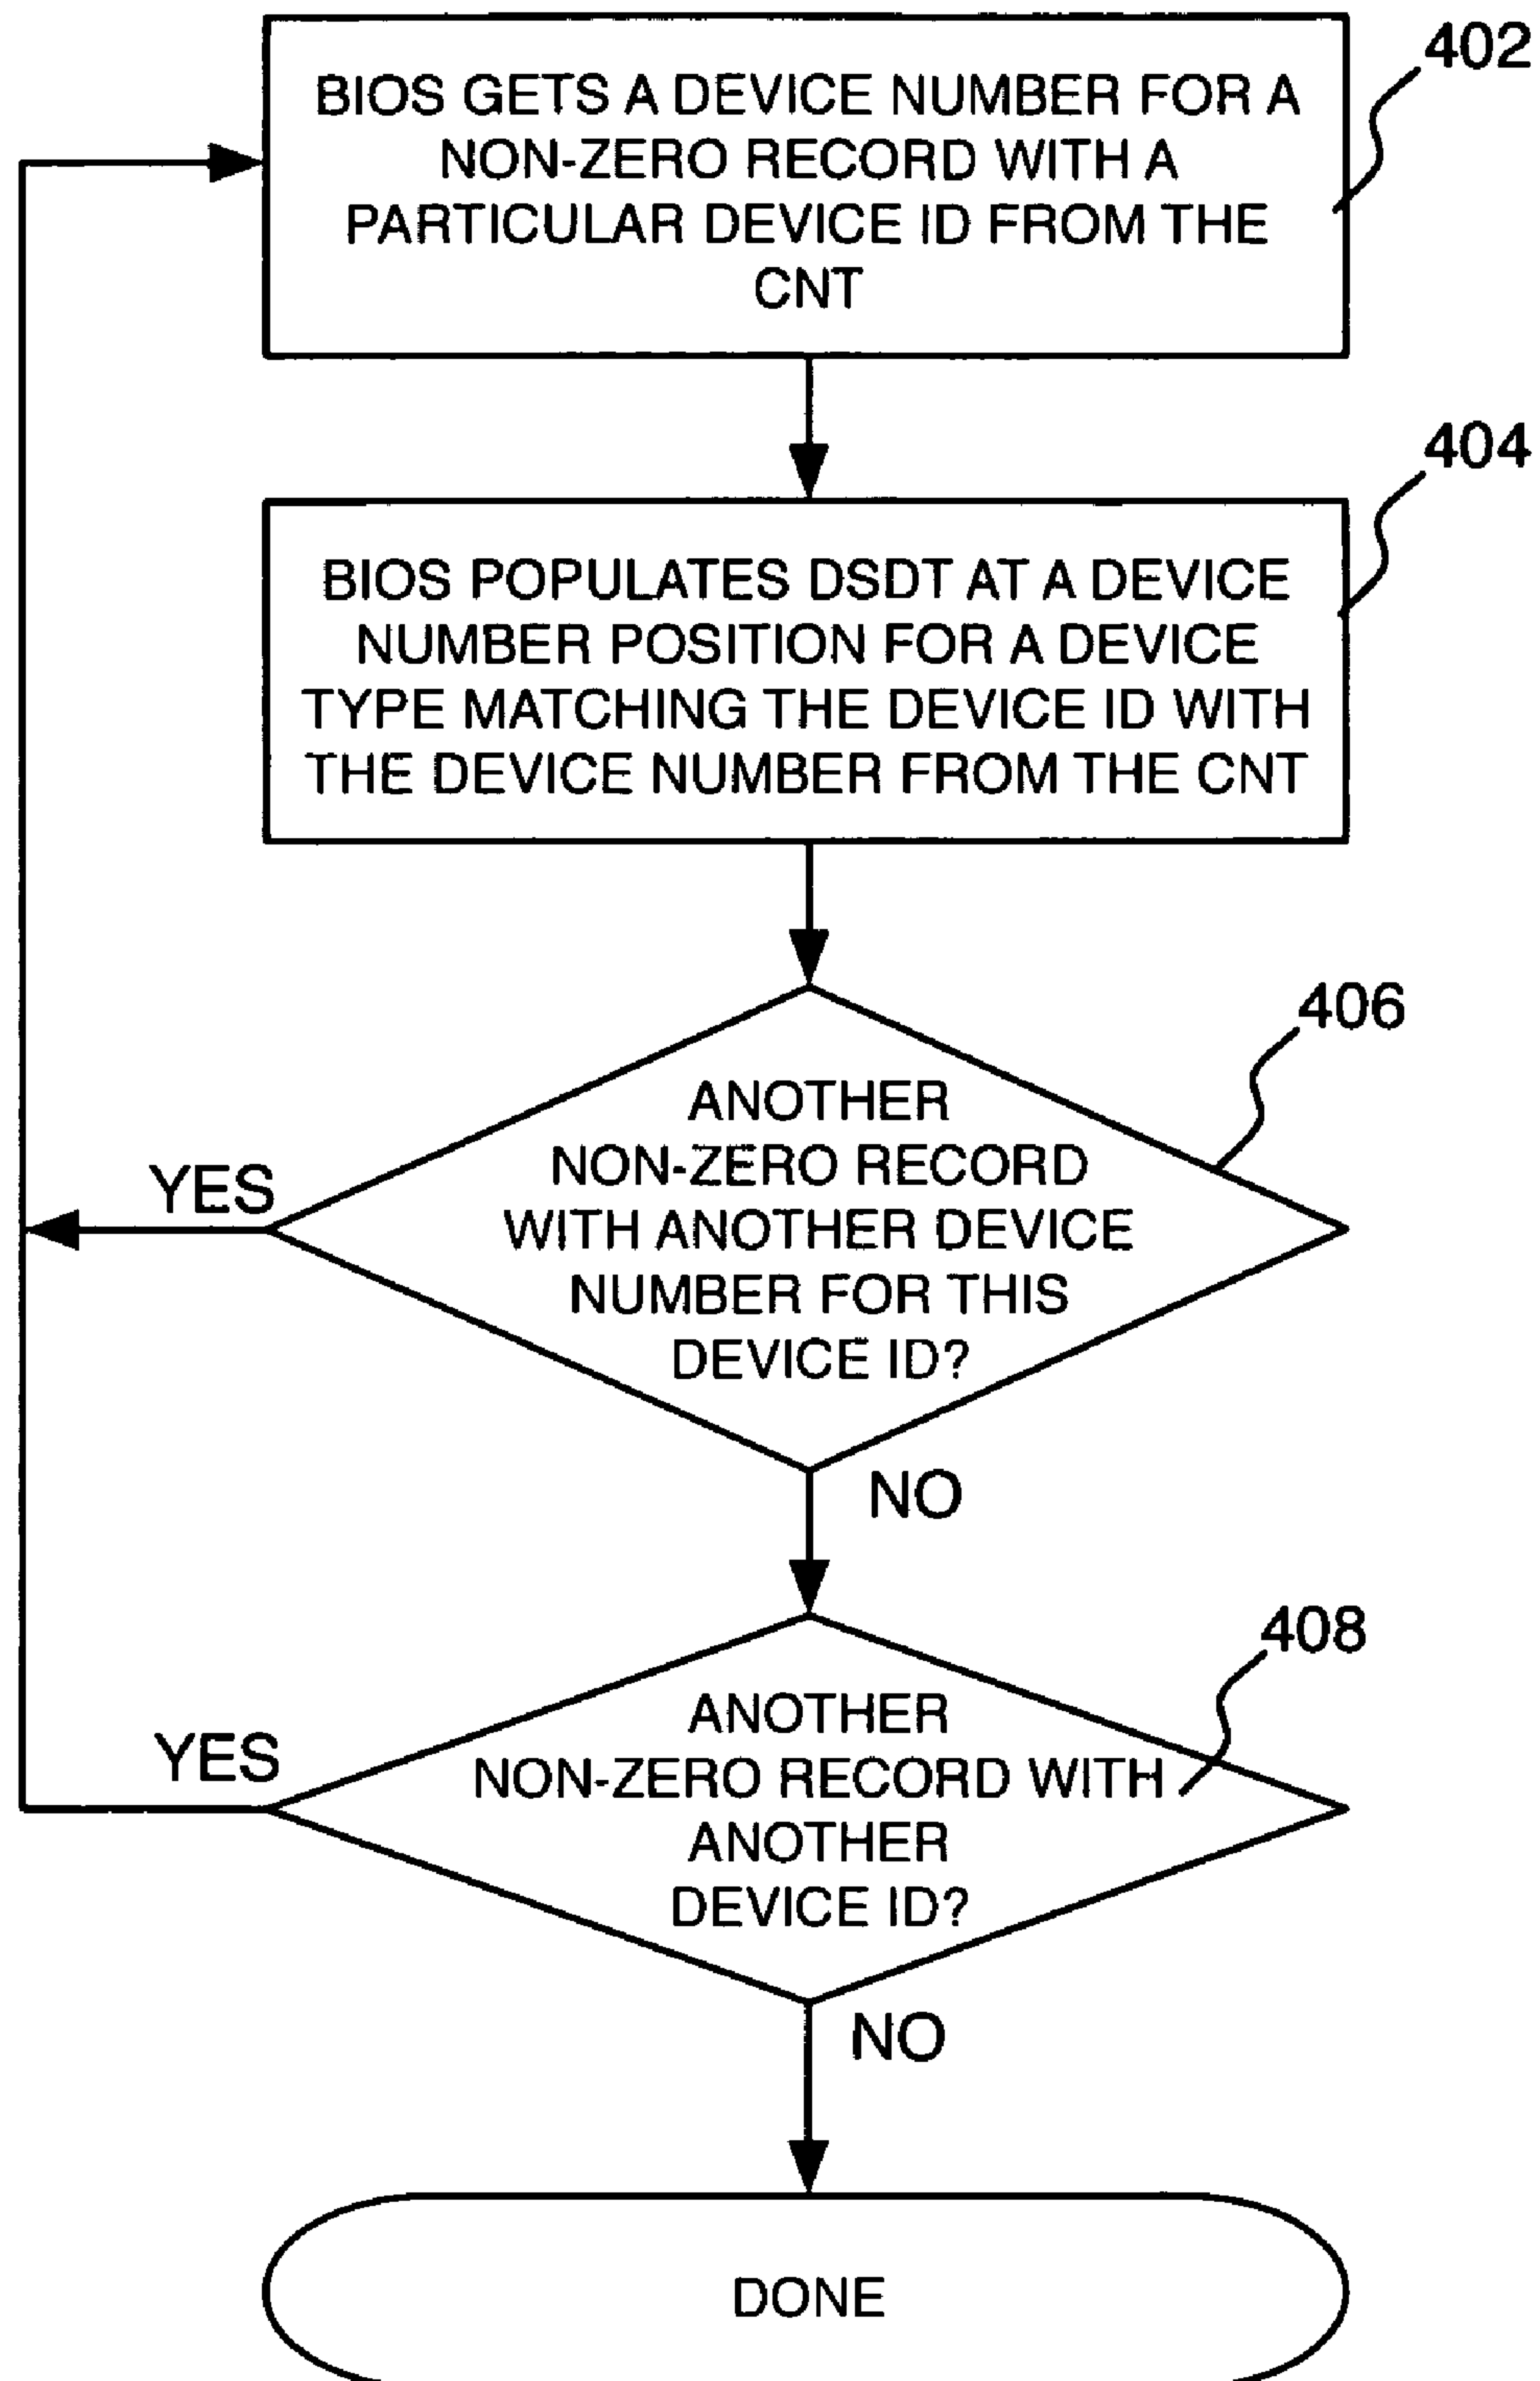 402
BIOS GETS A DEVICE NUMBER FOR A
NON-ZERO RECORD WITH A
PARTICULAR DEVICE ID FROM THE
CNT
404
BIOS POPULATES DSDT AT A DEVICE
NUMBER POSITION FOR A DEVICE
TYPE MATCHING THE DEVICE ID WITH
THE DEVICE NUMBER FROM THE CNT
406
ANOTHER
NON-ZERO RECORD
WITH ANOTHER DEVICE
NUMBER FOR THIS
DEVICE ID?
YES
NO
408
ANOTHER
NON-ZERO RECORD WITH
ANOTHER
DEVICE ID?
YES
NO
DONE